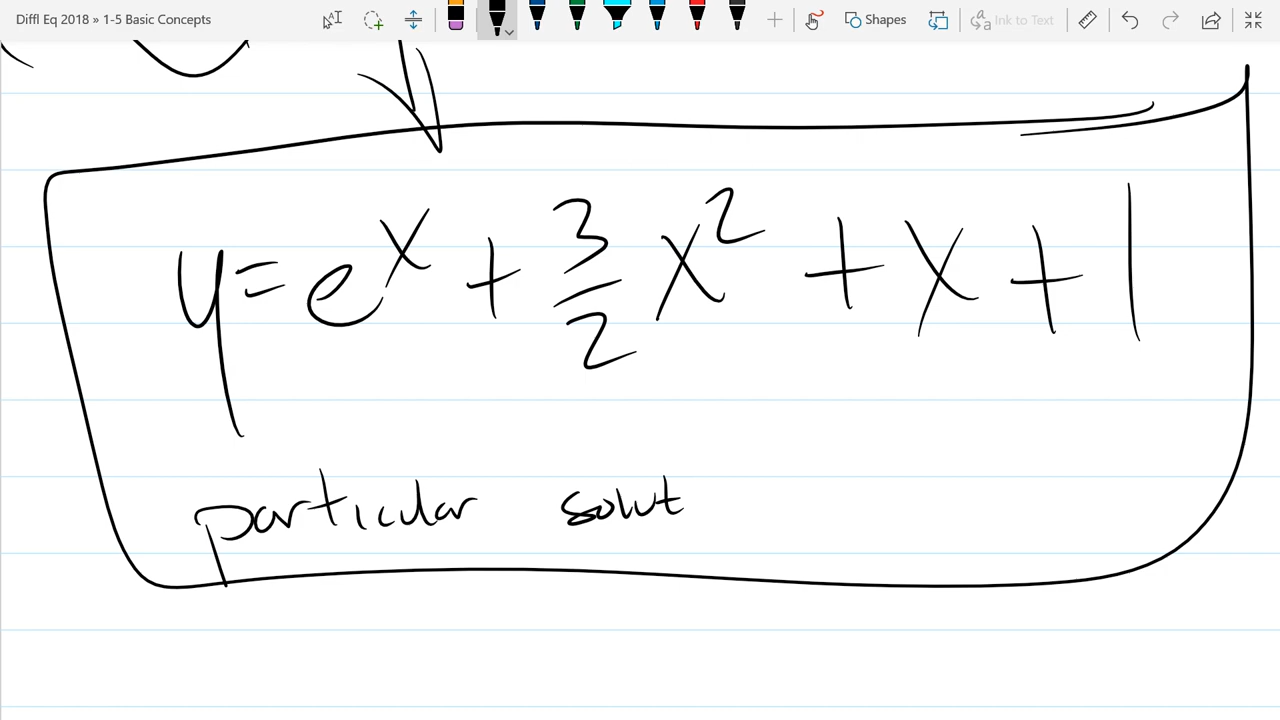 Diffl Eq 2018 » 1-5 Basic Concepts Shapes Ink to Text
y = e^x + 3/2 x^2 + x + 1
particular solut